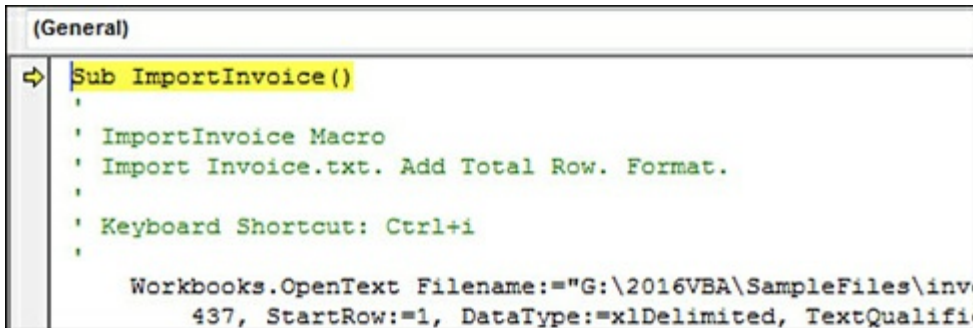 (General)
Sub ImportInvoice()
'
' ImportInvoice Macro
' Import Invoice.txt. Add Total Row. Format.
'
' Keyboard Shortcut: Ctrl+i
'
Workbooks.OpenText Filename:="G:\2016VBA\SampleFiles\inv
437, StartRow:=1, DataType:=xlDelimited, TextQualifi